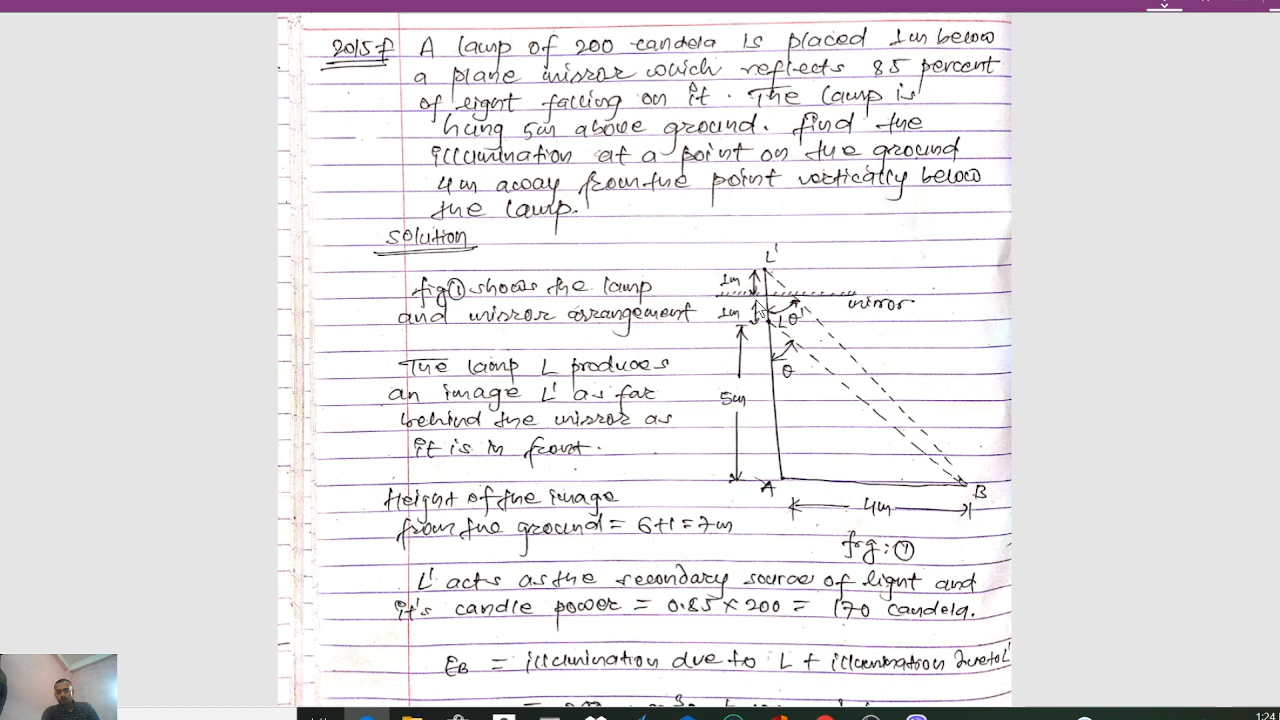 2015-f A lamp of 200 candela is placed 1m below
a plane mirror which reflects 85 percent
of light falling on it. The lamp is
hung 5m above ground. find the
illumination at a point on the ground
4m away from the point vertically below
the lamp.
solution
L'
fig① shows the lamp
1m
mirror
and mirror arrangement
1m
L
θ'
The lamp L produces
θ
an image L' as far
5m
behind the mirror as
it is in front.
Height of the image
A
B
4m
from the ground d = 6+1 = 7m
fig:①
L' acts as the secondary source of light and
it's candle power = 0.85 × 200 = 170 candela.
EB = illumination due to L + illumination due to L'
1:24